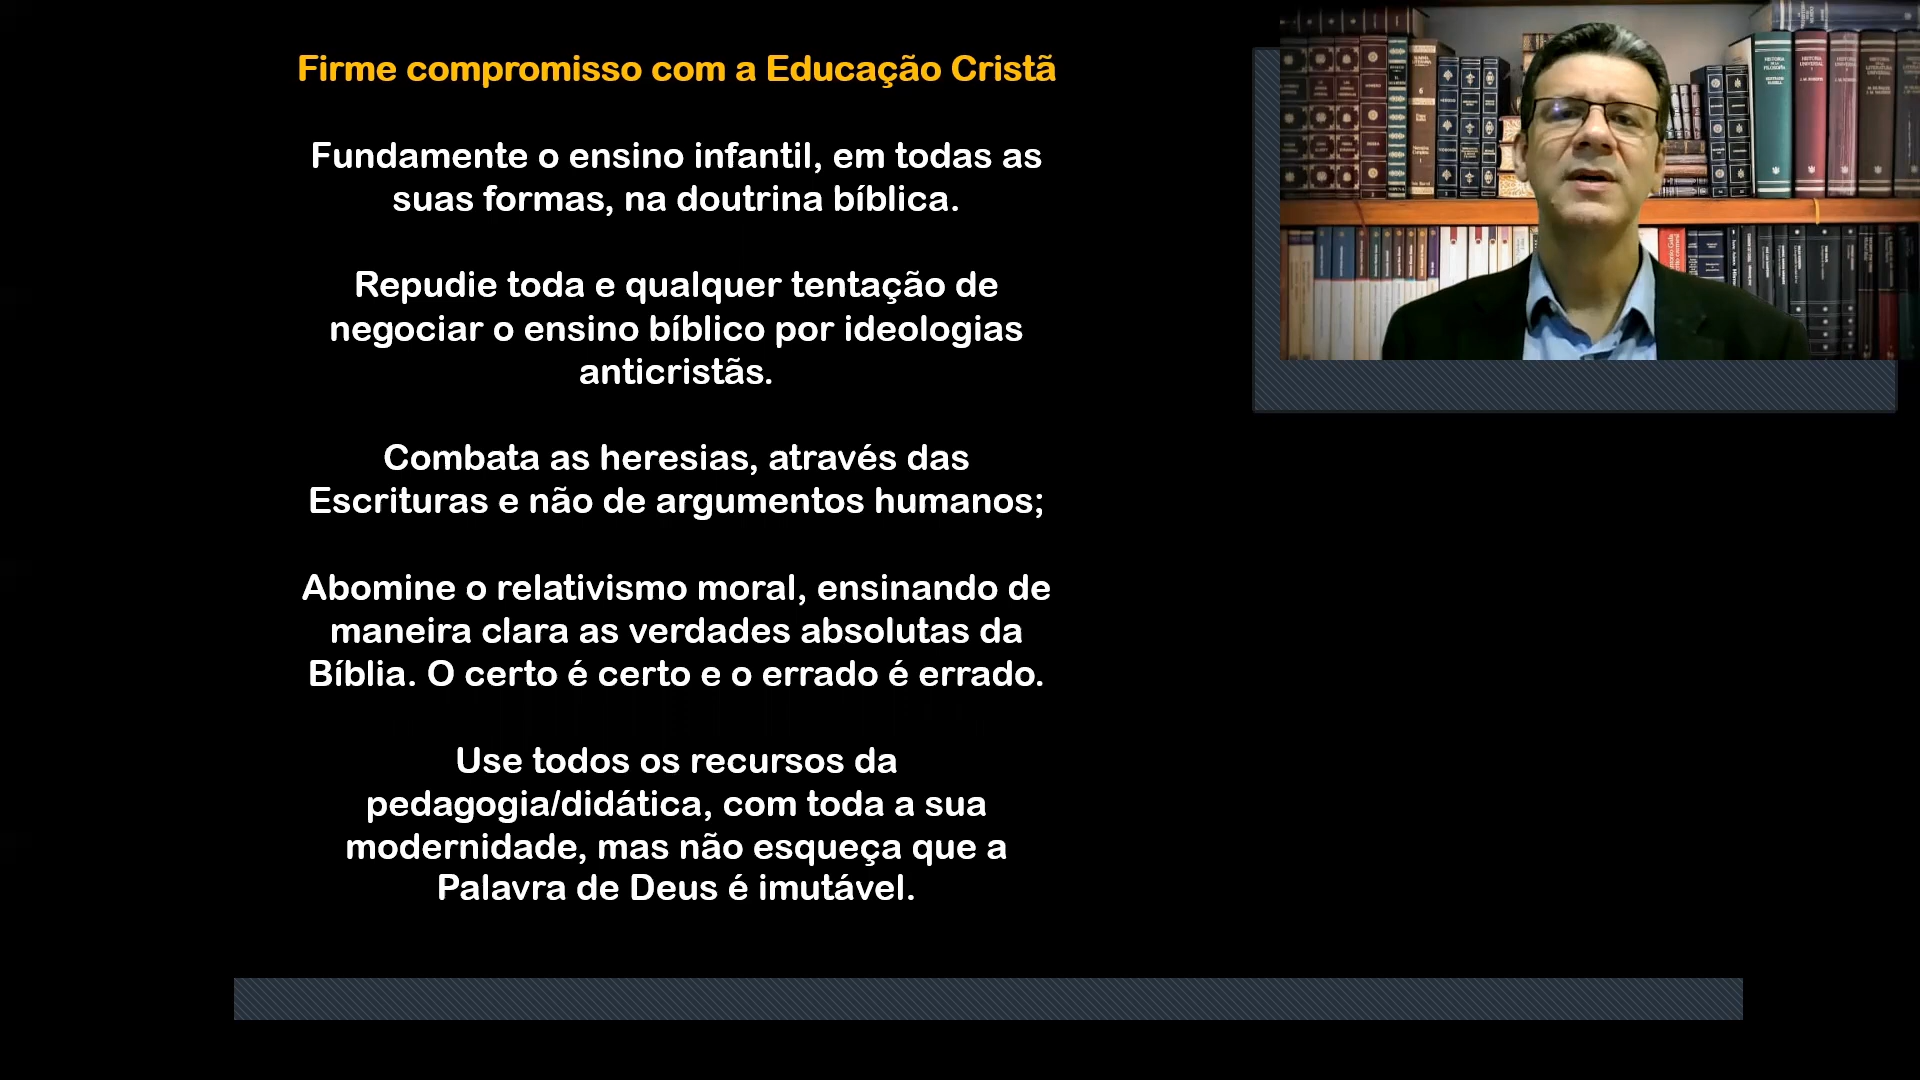 Firme compromisso com a Educação Cristã
Fundamente o ensino infantil, em todas as
suas formas, na doutrina bíblica.
Repudie toda e qualquer tentação de
negociar o ensino bíblico por ideologias
anticristãs.
Combata as heresias, através das
Escrituras e não de argumentos humanos;
Abomine o relativismo moral, ensinando de
maneira clara as verdades absolutas da
Bíblia. O certo é certo e o errado é errado.
Use todos os recursos da
pedagogia/didática, com toda a sua
modernidade, mas não esqueça que a
Palavra de Deus é imutável.